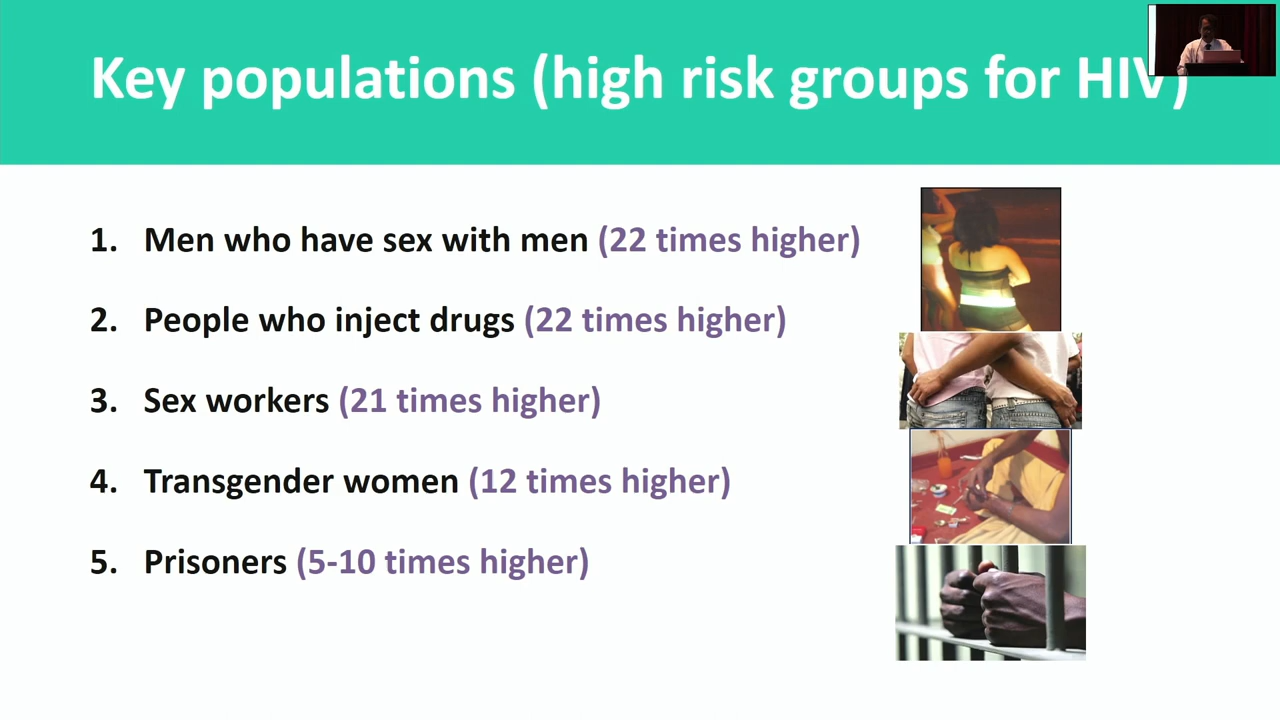 Key populations (high risk groups for HIV)
1. Men who have sex with men (22 times higher)
2. People who inject drugs (22 times higher)
3. Sex workers (21 times higher)
4. Transgender women (12 times higher)
5. Prisoners (5-10 times higher)